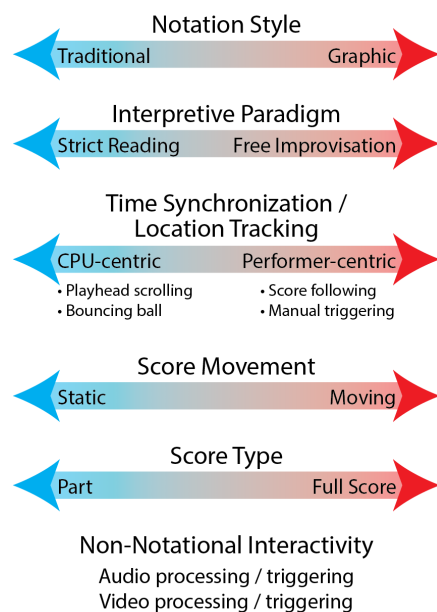 Notation Style
Traditional Graphic
Interpretive Paradigm
Strict Reading Free Improvisation
Time Synchronization /
Location Tracking
CPU-centric Performer-centric
• Playhead scrolling • Score following
• Bouncing ball • Manual triggering
Score Movement
Static Moving
Score Type
Part Full Score
Non-Notational Interactivity
Audio processing / triggering
Video processing / triggering